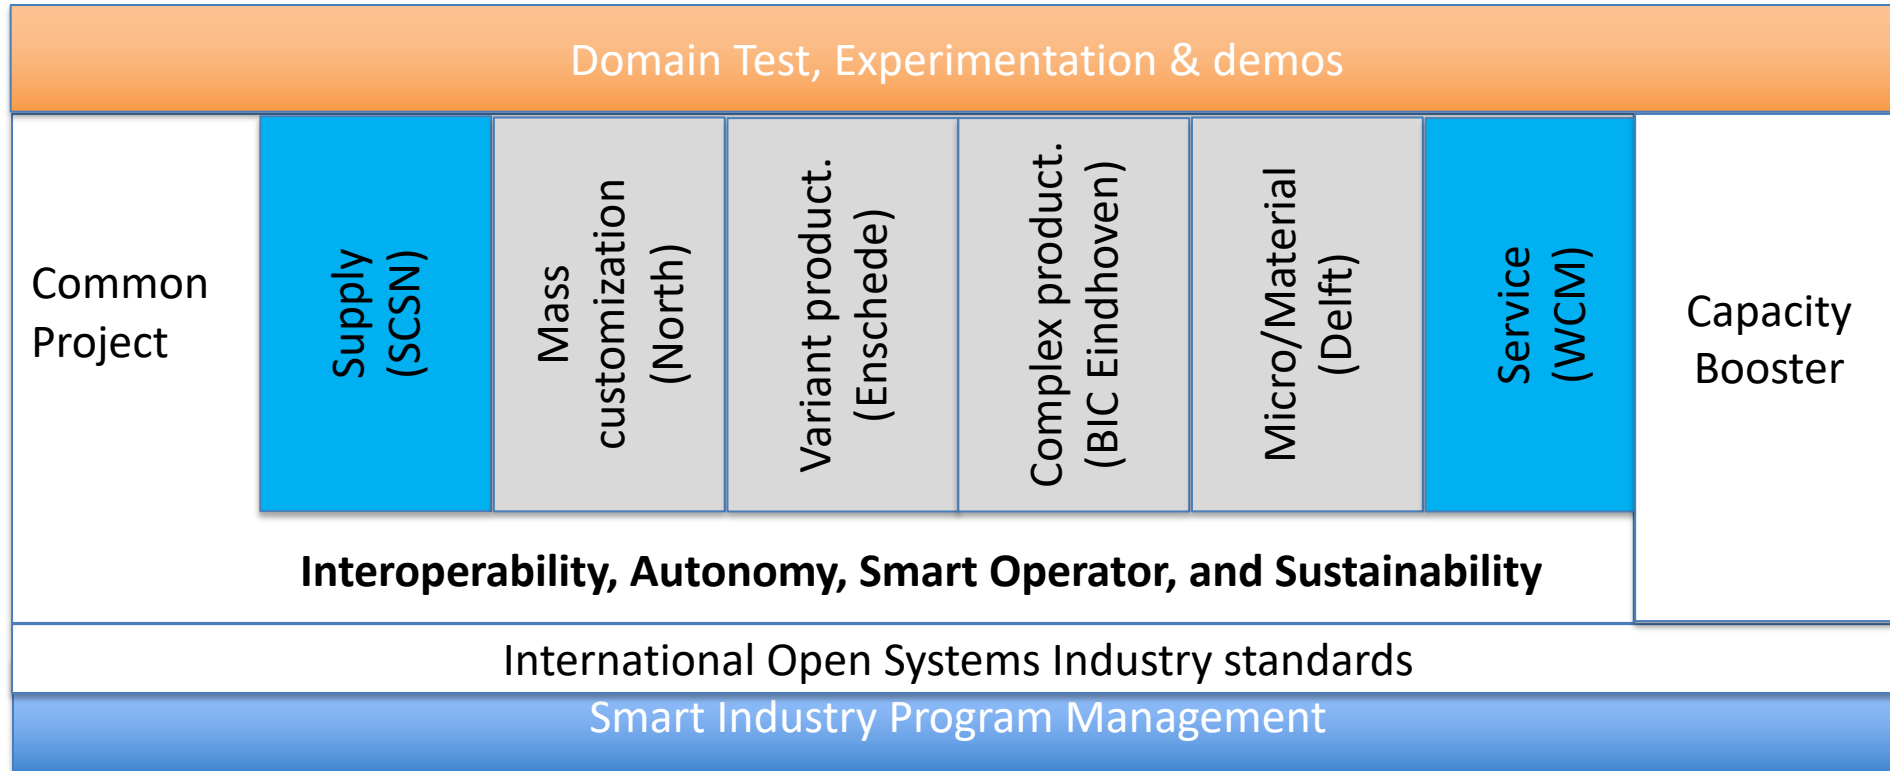 Domain Test, Experimentation & demos
Common
Project
Supply
(SCSN)
Mass
customization
(North)
Variant product.
(Enschede)
Complex product.
(BIC Eindhoven)
Micro/Material
(Delft)
Service
(WCM)
Capacity
Booster
Interoperability, Autonomy, Smart Operator, and Sustainability
International Open Systems Industry standards
Smart Industry Program Management